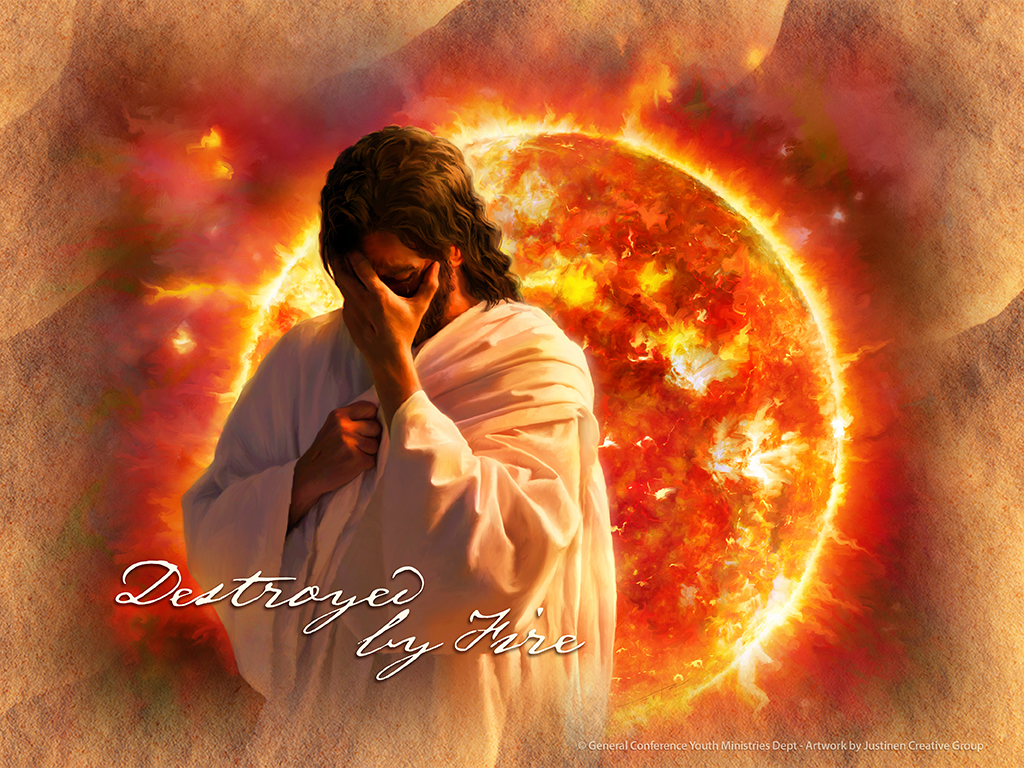 Destroyed
by Fire
© General Conference Youth Ministries Dept - Artwork by Justinen Creative Group